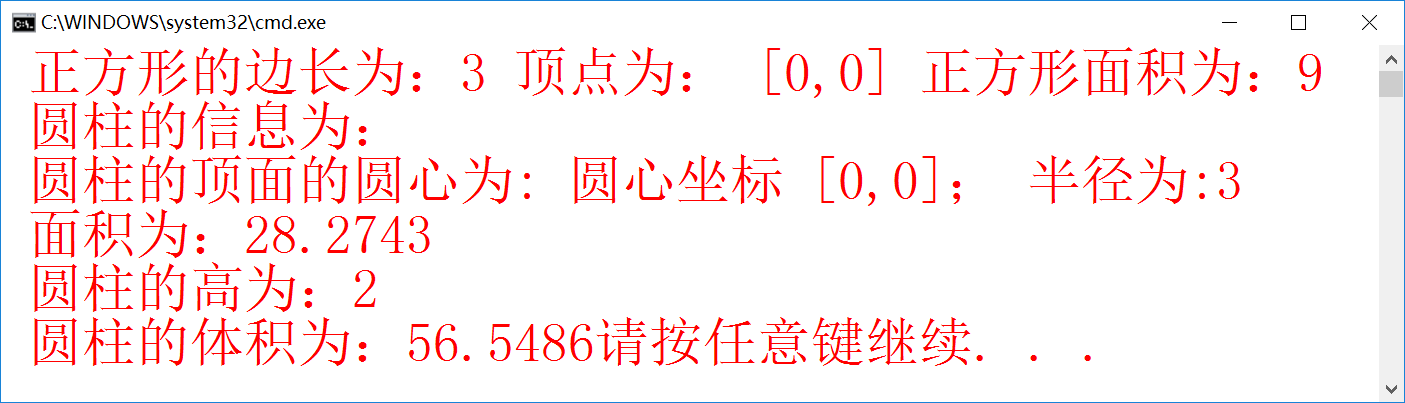 C:\WINDOWS\system32\cmd.exe
正方形的边长为：3 顶点为： [0,0] 正方形面积为：9
圆柱的信息为：
圆柱的顶面的圆心为: 圆心坐标 [0,0]； 半径为:3
面积为：28.2743
圆柱的高为：2
圆柱的体积为：56.5486请按任意键继续. . .